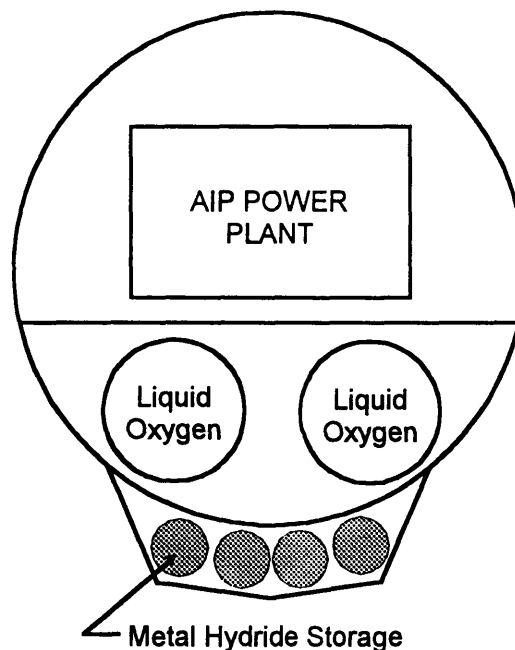 AIP POWER
PLANT
Liquid
Oxygen
Liquid
Oxygen
Metal Hydride Storage